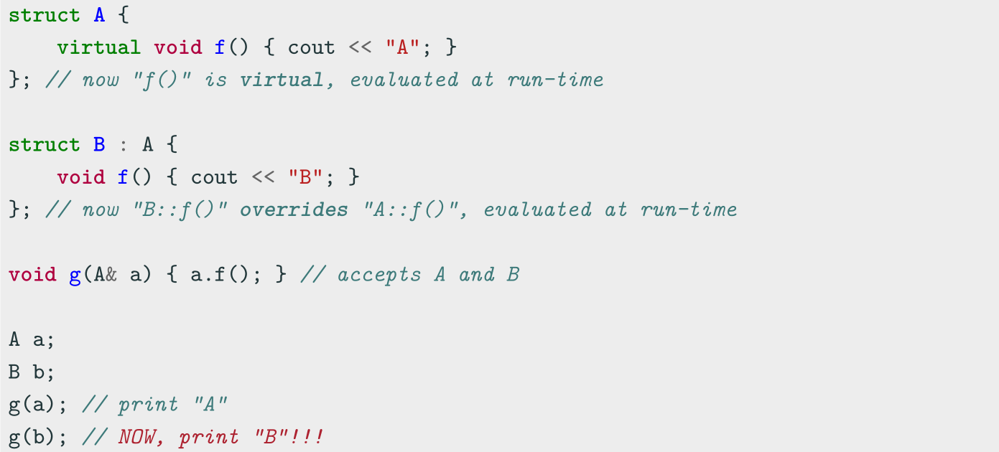 struct A {
    virtual void f() { cout << "A"; }
}; // now "f()" is virtual, evaluated at run-time
struct B : A {
    void f() { cout << "B"; }
}; // now "B::f()" overrides "A::f()", evaluated at run-time
void g(A& a) { a.f(); } // accepts A and B
A a;
B b;
g(a); // print "A"
g(b); // NOW, print "B"!!!